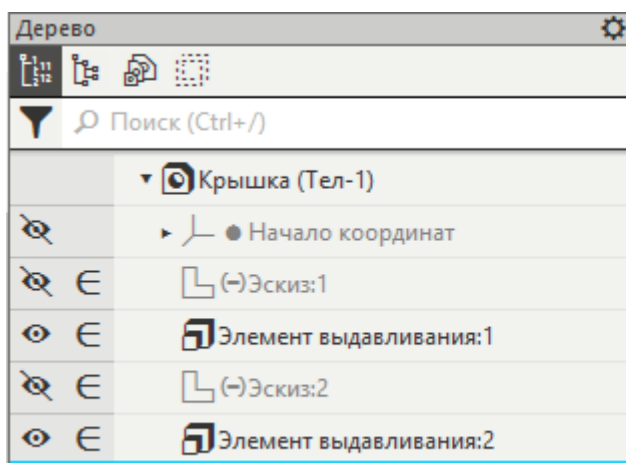 Дерево
Поиск (Ctrl+/)
Крышка (Тел-1)
Начало координат
(-)Эскиз:1
Элемент выдавливания:1
(-)Эскиз:2
Элемент выдавливания:2